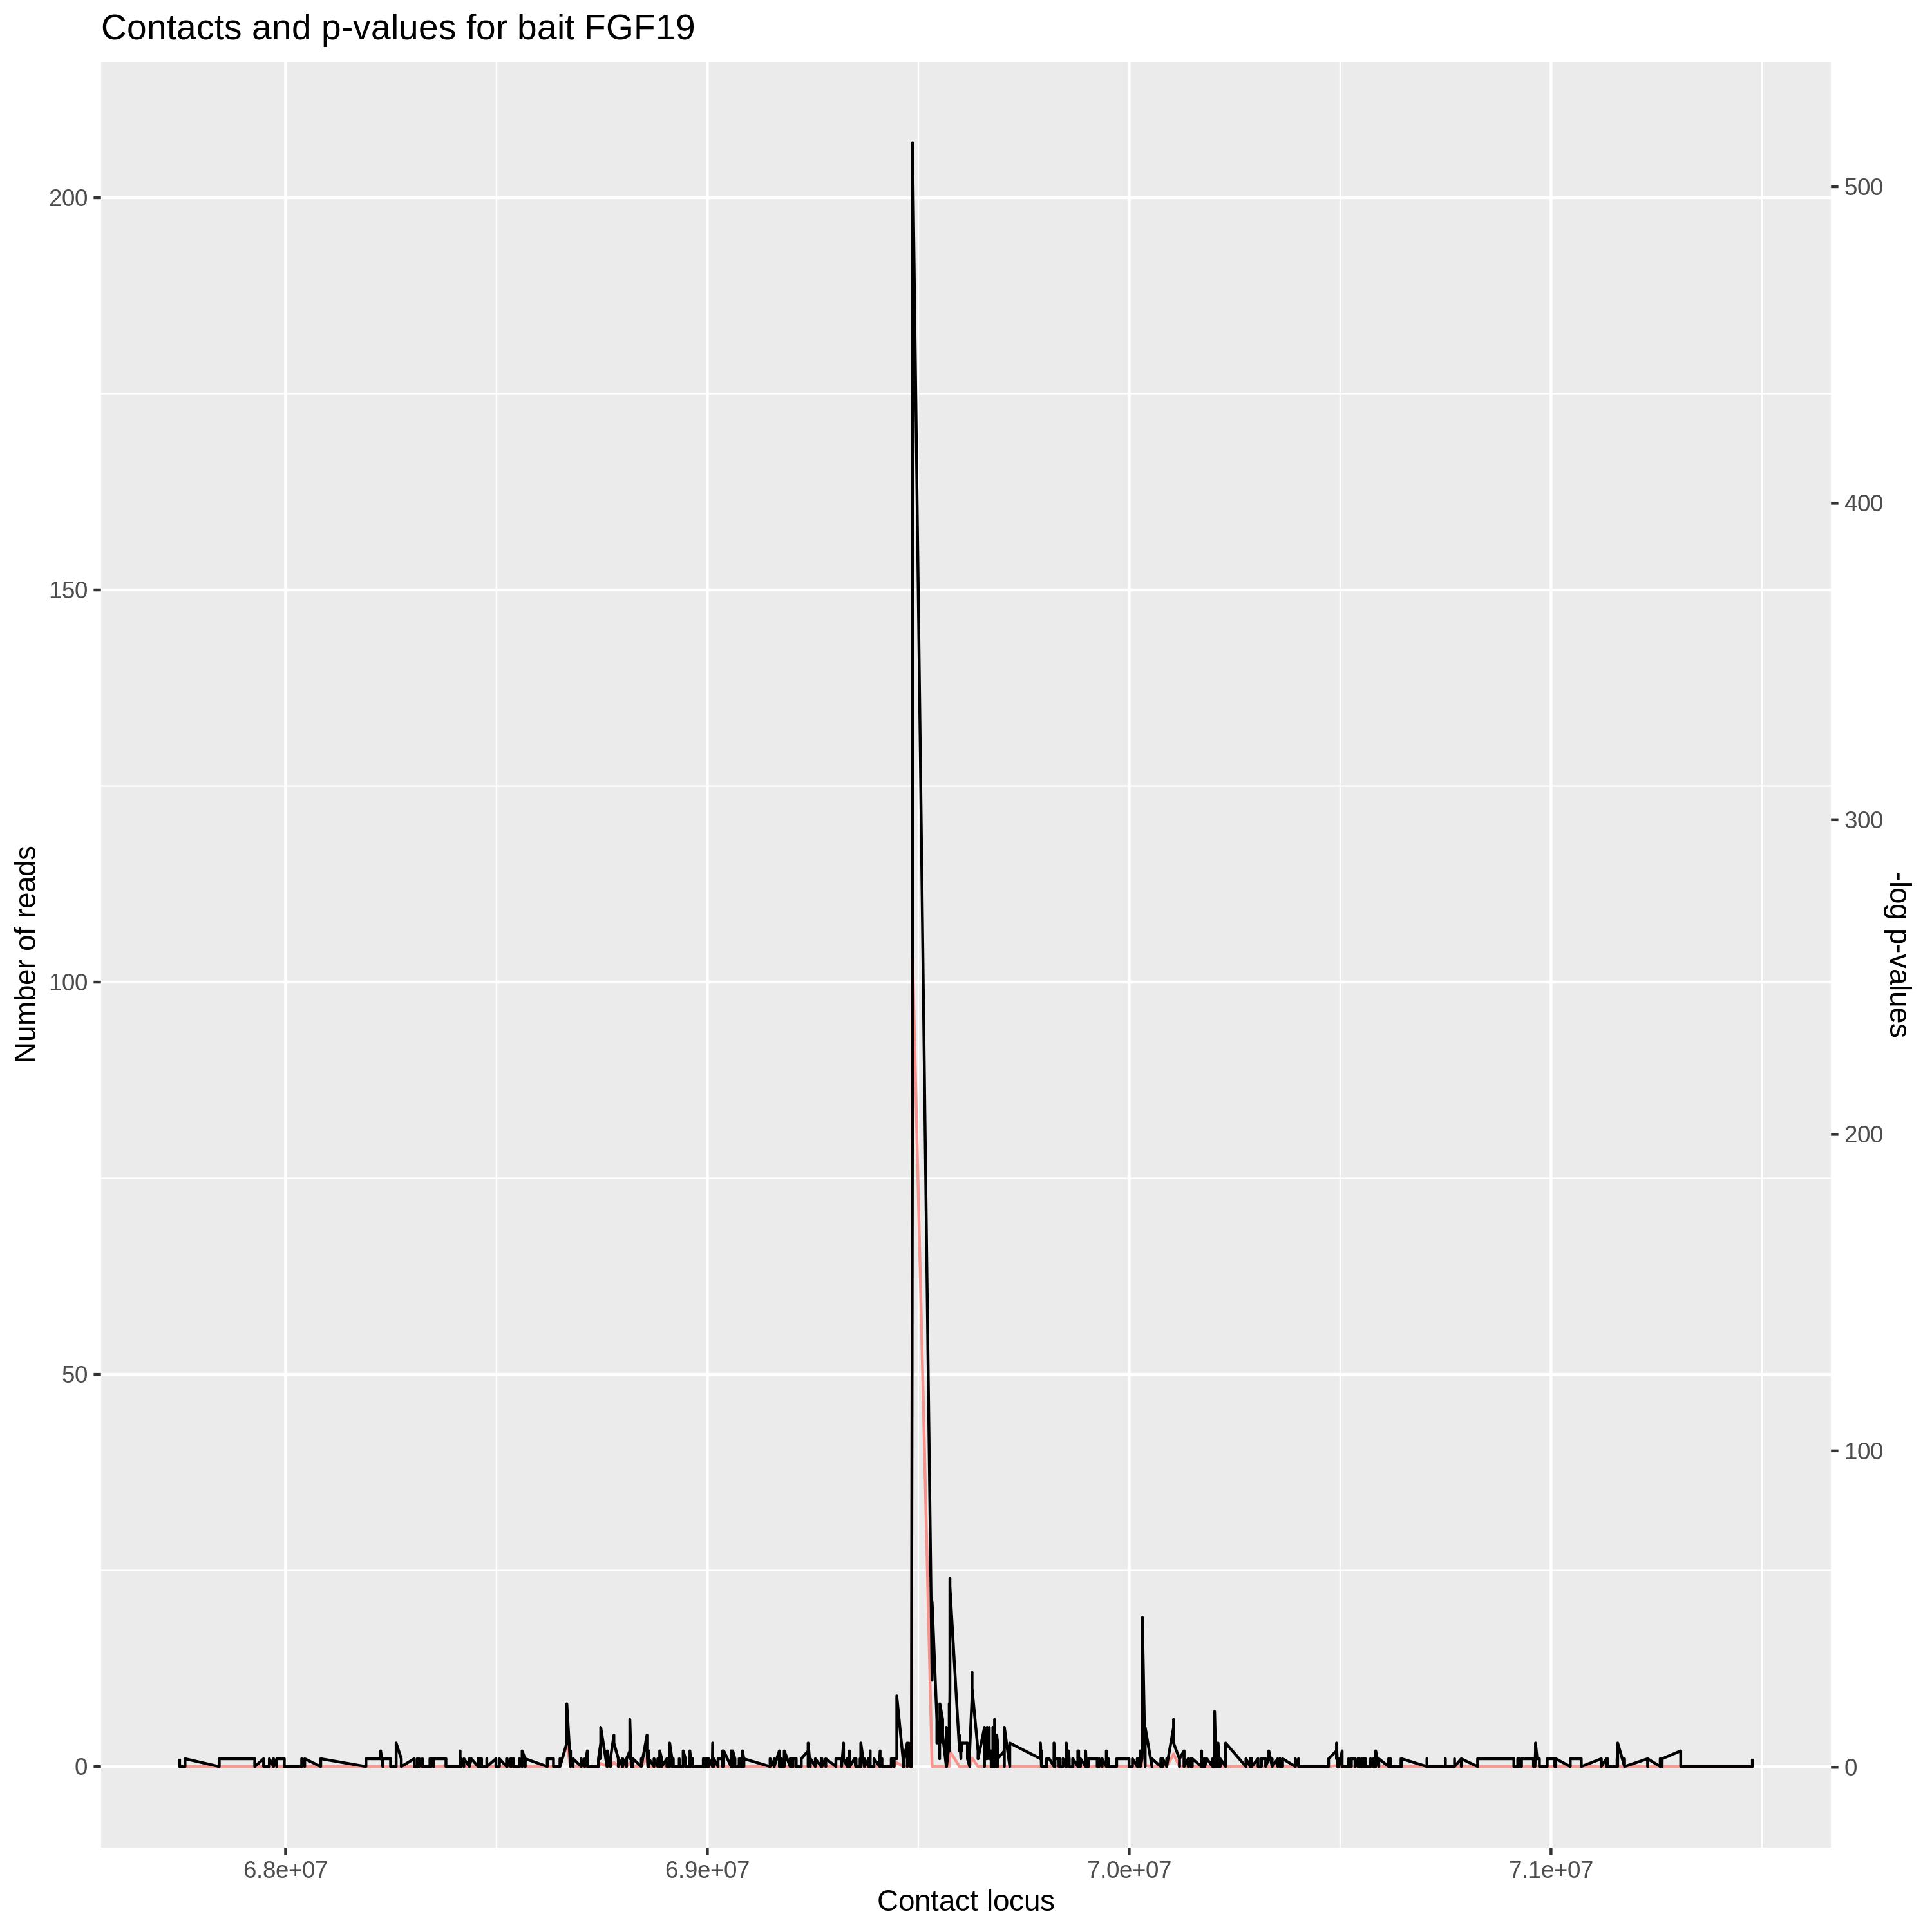 Contacts and p-values for bait FGF19
200
150
100
50
0
500
400
300
200
100
0
Number of reads
-log p-values
6.8e+07
6.9e+07
7.0e+07
7.1e+07
Contact locus